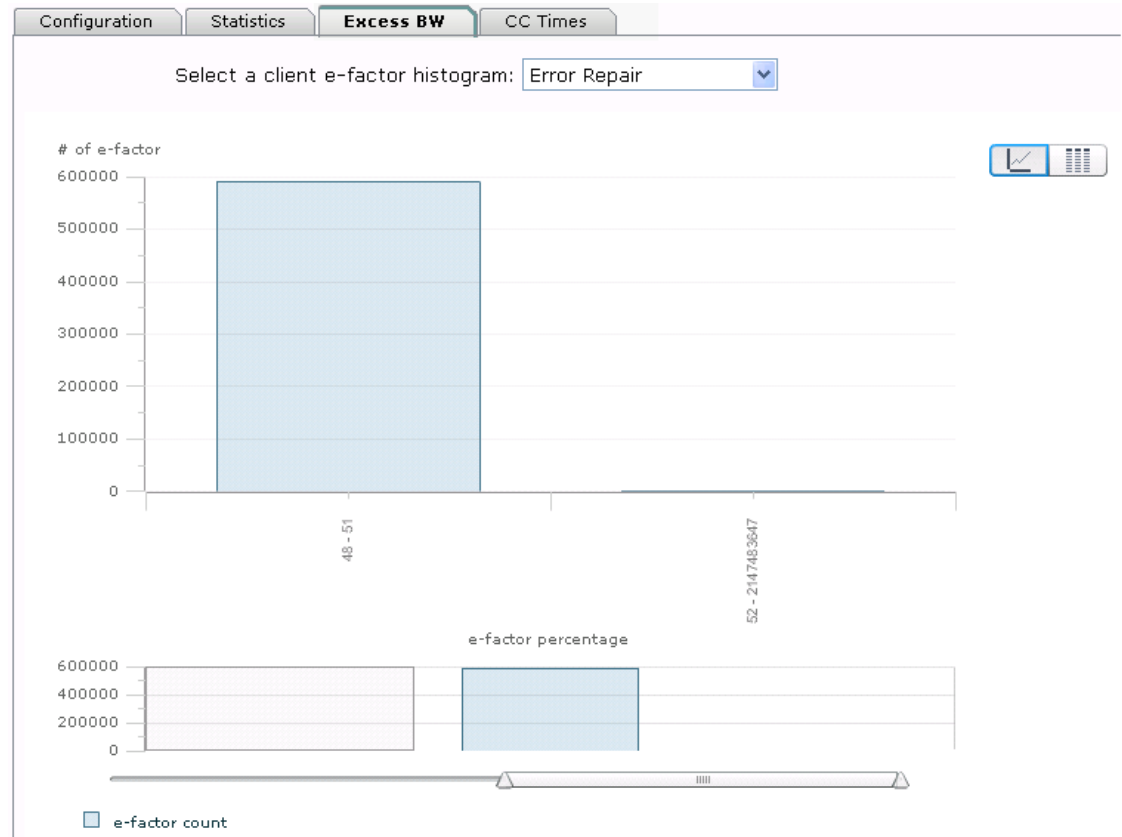 Configuration Statistics Excess BW CC Times
Select a client e-factor histogram: Error Repair
# of e-factor
600000
500000
400000
300000
200000
100000
0
48 - 51
52 - 2147483647
e-factor percentage
600000
400000
200000
0
e-factor count